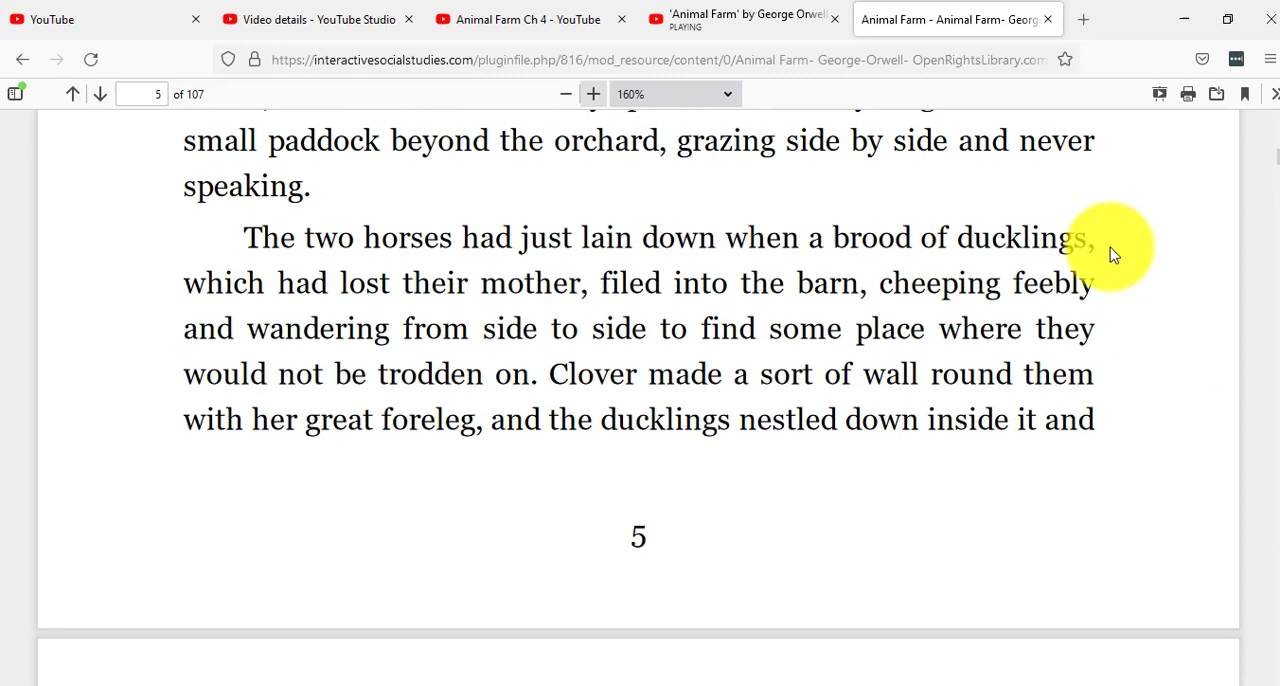 YouTube
Video details - YouTube Studio
Animal Farm Ch 4 - YouTube
'Animal Farm' by George Orwell
PLAYING
Animal Farm - Animal Farm- Georg
https://interactivesocialstudies.com/pluginfile.php/816/mod_resource/content/0/Animal Farm- George-Orwell- OpenRightsLibrary.com
5 of 107
160%
small paddock beyond the orchard, grazing side by side and never
speaking.
The two horses had just lain down when a brood of ducklings,
which had lost their mother, filed into the barn, cheeping feebly
and wandering from side to side to find some place where they
would not be trodden on. Clover made a sort of wall round them
with her great foreleg, and the ducklings nestled down inside it and
5